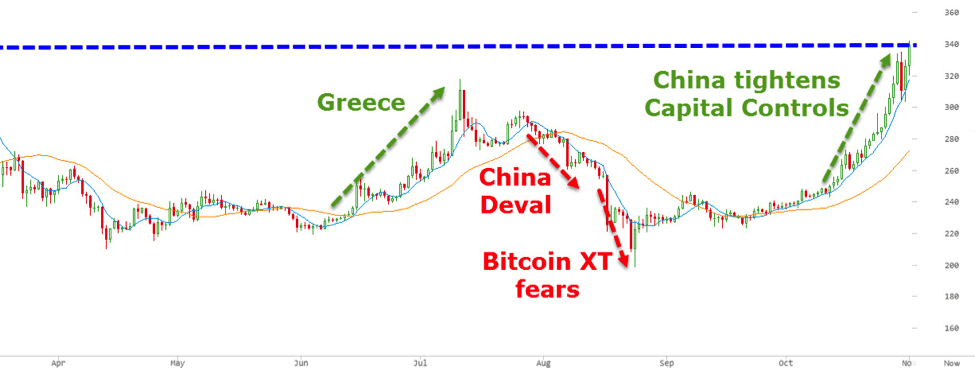 360
340
320
300
280
260
240
220
200
180
160
Greece
China tightens
Capital Controls
China
Deval
Bitcoin XT
fears
Apr May Jun Jul Aug Sep Oct No Now